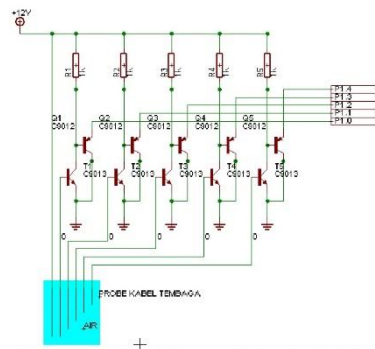 +12V
R1 1K R2 1K R3 1K R4 1K R5 1K
Q1 C9012 Q2 C9012 Q3 C9012 Q4 C9012 Q5 C9012
P1.4
P1.3
P1.2
P1.1
P1.0
T1 C9013 T2 C9013 T3 C9013 T4 C9013 T5 C9013
0 0 0 0 0
PROBE KABEL TEMBAGA
AIR